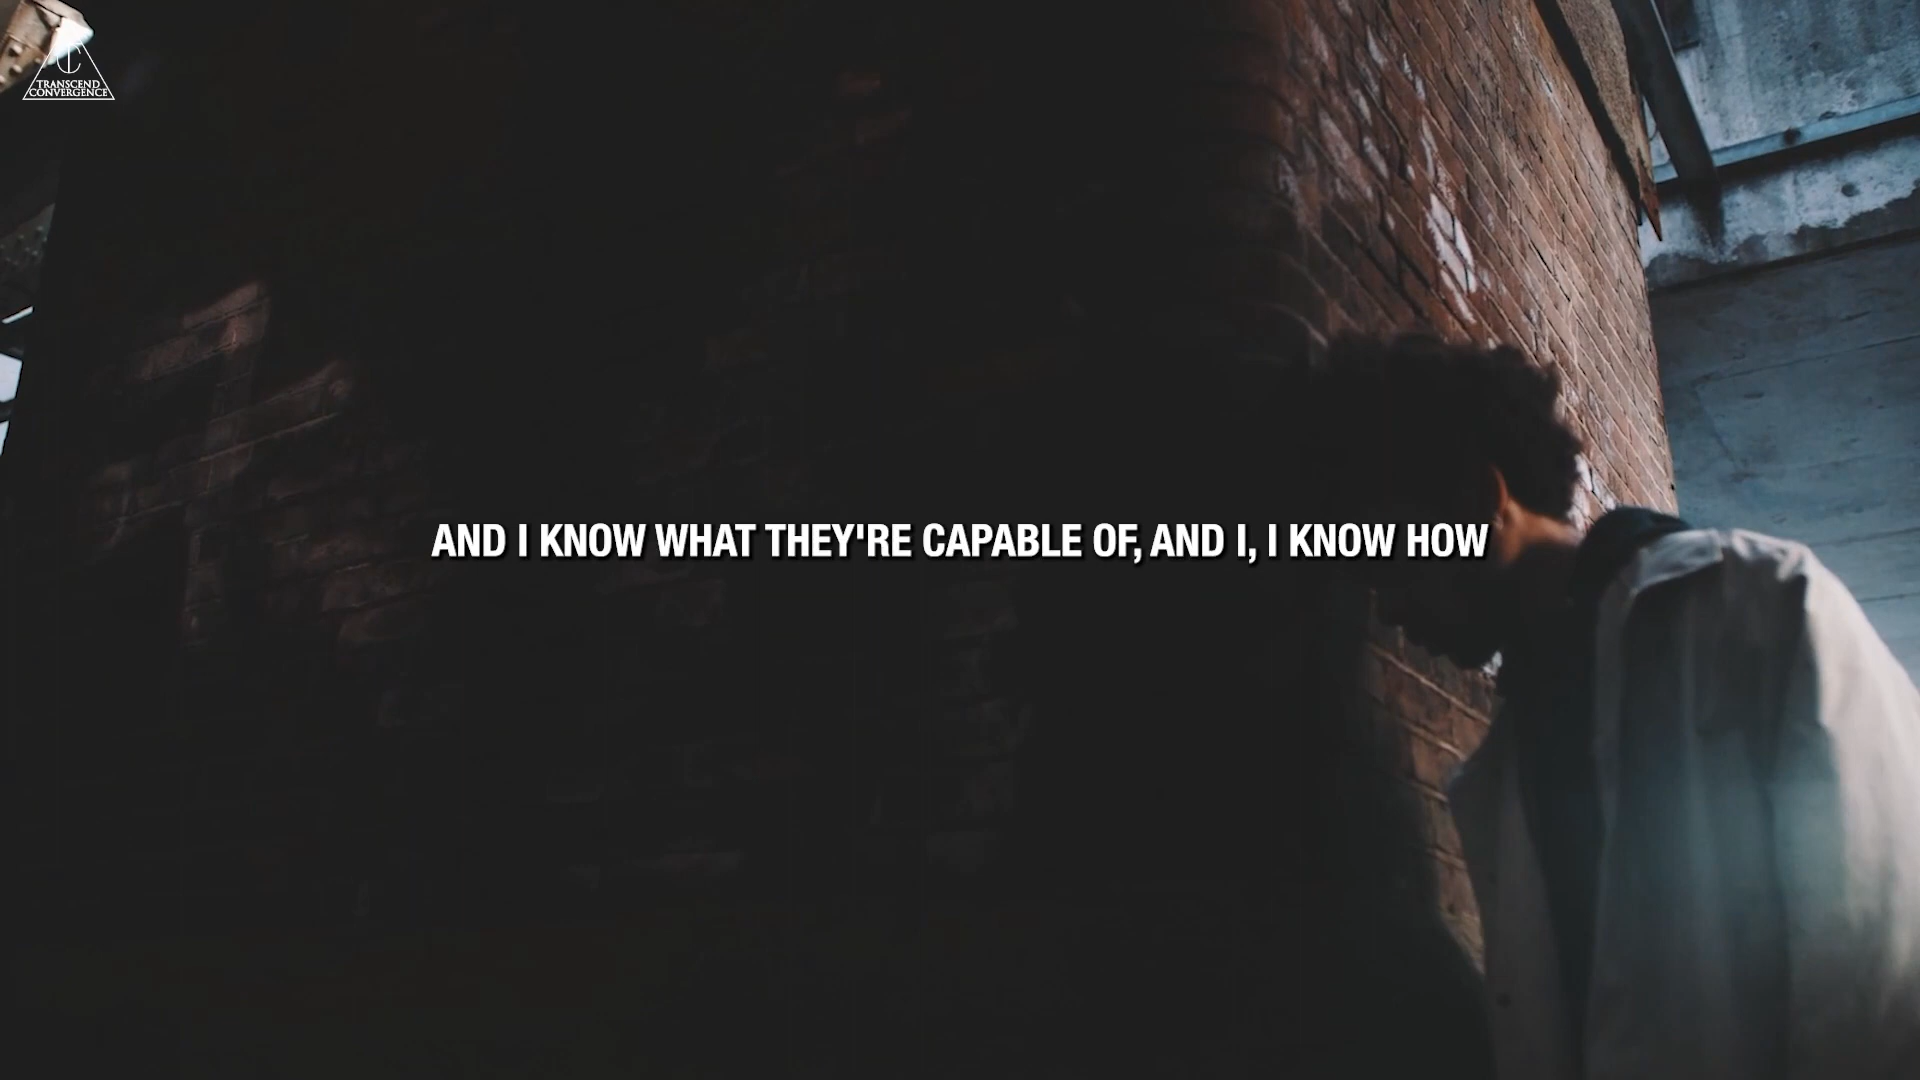 TRANSCEND
CONVERGENCE
AND I KNOW WHAT THEY'RE CAPABLE OF, AND I, I KNOW HOW